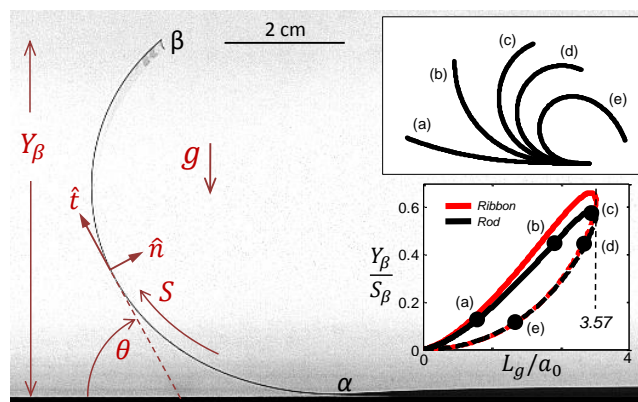 β
2 cm
Y_β
g
t̂
n̂
S
θ
α
(a)
(b)
(c)
(d)
(e)
Ribbon
Rod
Y_β
S_β
0.6
0.4
0.2
0
0
2
4
L_g/a_0
(a)
(b)
(c)
(d)
(e)
3.57